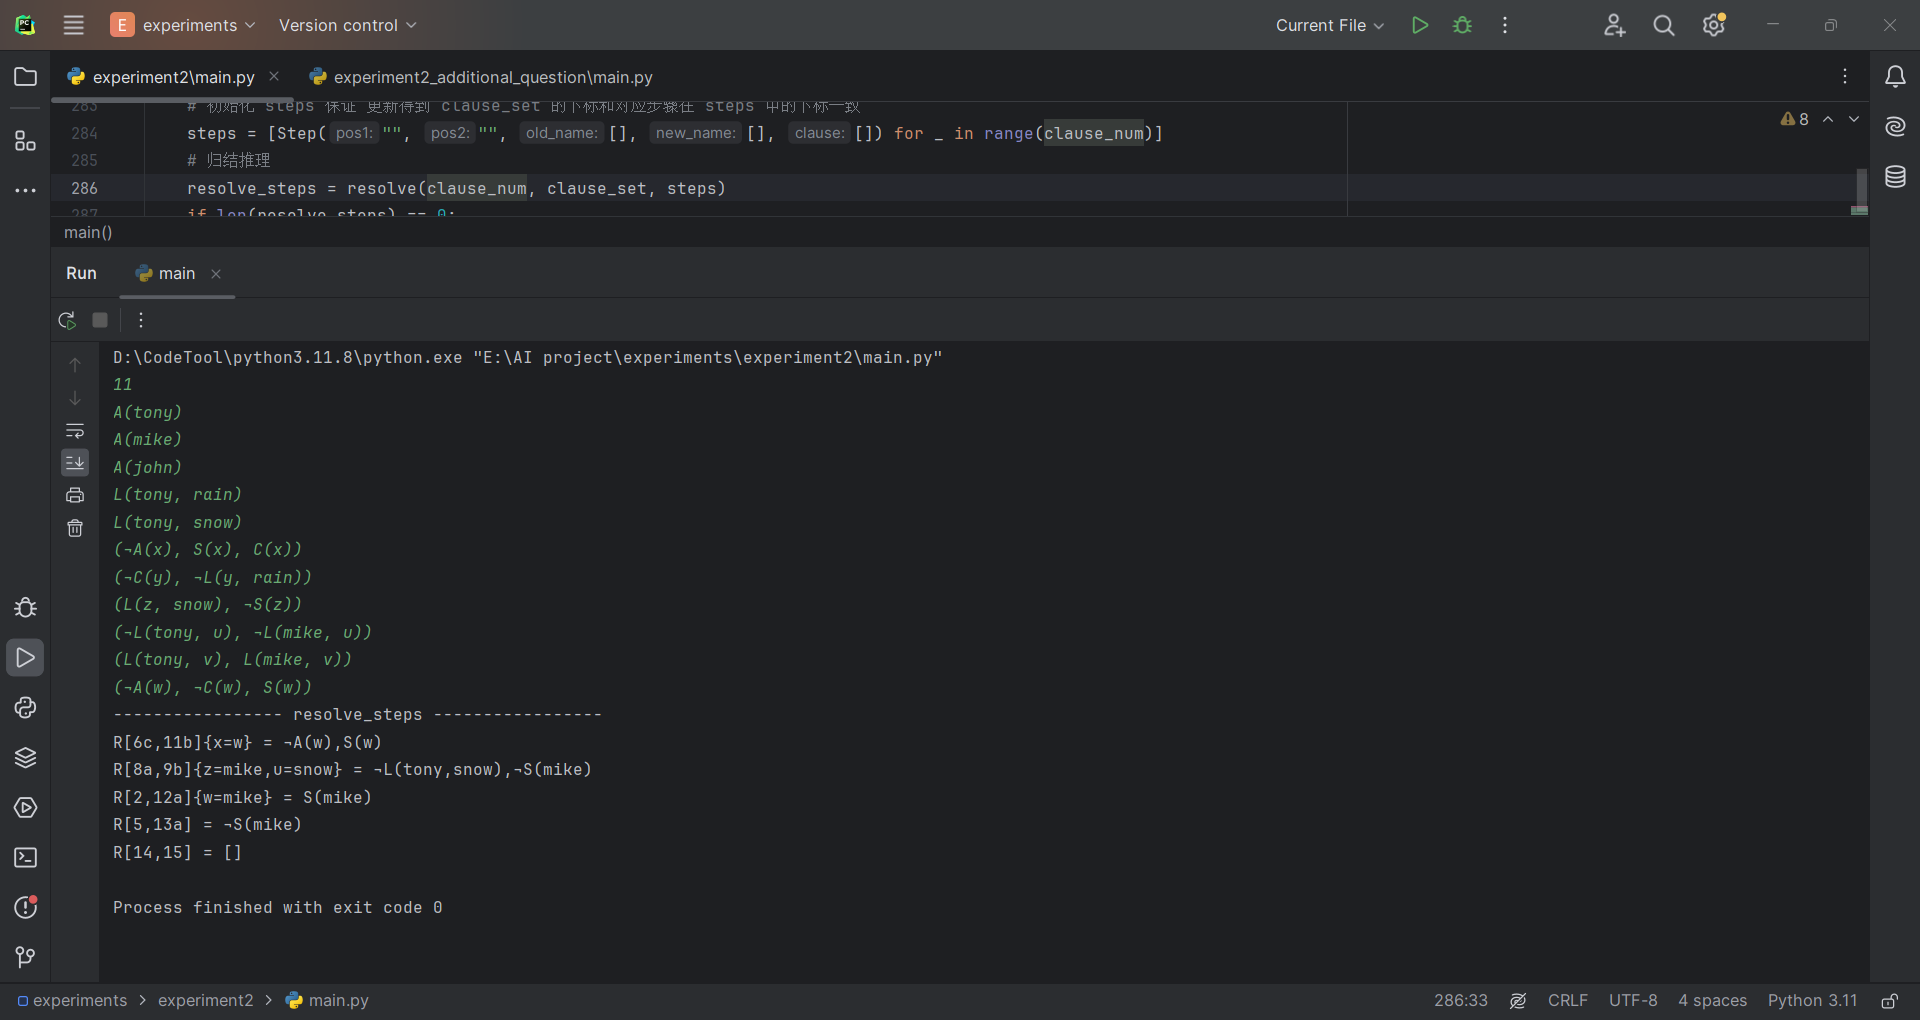 PC
E experiments Version control Current File
experiment2\main.py experiment2_additional_question\main.py
283 # 初始化 steps 保证 更新得到 clause_set 的下标和对应步骤在 steps 中的下标一致
284 steps = [Step( pos1: "", pos2: "", old_name: [], new_name: [], clause: []) for _ in range(clause_num)]
8
285 # 归结推理
286 resolve_steps = resolve(clause_num, clause_set, steps)
287 if len(resolve_steps) == 0:
main()
Run main
D:\CodeTool\python3.11.8\python.exe "E:\AI project\experiments\experiment2\main.py"
11
A(tony)
A(mike)
A(john)
L(tony, rain)
L(tony, snow)
(¬A(x), S(x), C(x))
(¬C(y), ¬L(y, rain))
(L(z, snow), ¬S(z))
(¬L(tony, u), ¬L(mike, u))
(L(tony, v), L(mike, v))
(¬A(w), ¬C(w), S(w))
----------------- resolve_steps -----------------
R[6c,11b]{x=w} = ¬A(w),S(w)
R[8a,9b]{z=mike,u=snow} = ¬L(tony,snow),¬S(mike)
R[2,12a]{w=mike} = S(mike)
R[5,13a] = ¬S(mike)
R[14,15] = []
Process finished with exit code 0
experiments > experiment2 > main.py 286:33 CRLF UTF-8 4 spaces Python 3.11